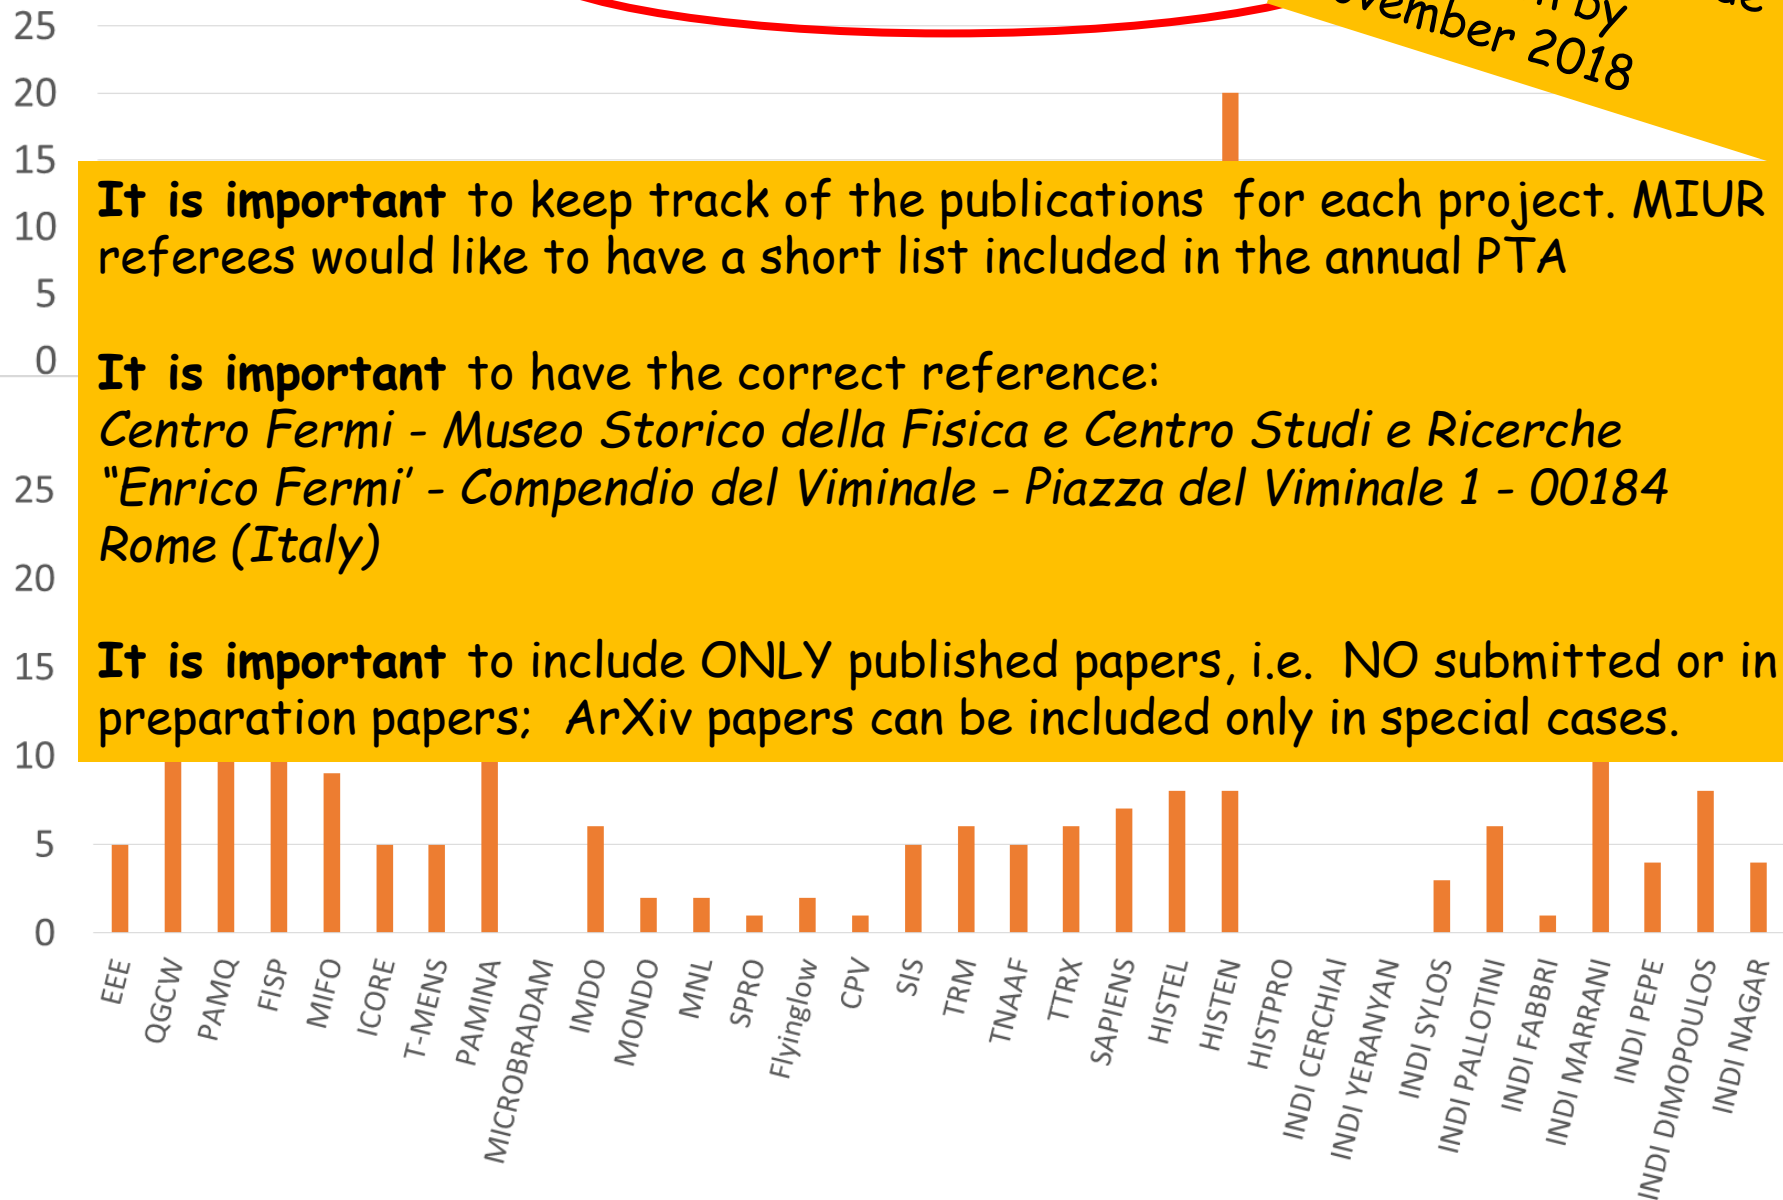 by
November 2018
25
20
15
10
5
0
It is important to keep track of the publications for each project. MIUR
referees would like to have a short list included in the annual PTA
It is important to have the correct reference:
Centro Fermi - Museo Storico della Fisica e Centro Studi e Ricerche
“Enrico Fermi’ - Compendio del Viminale - Piazza del Viminale 1 - 00184
Rome (Italy)
It is important to include ONLY published papers, i.e. NO submitted or in
preparation papers; ArXiv papers can be included only in special cases.
25
20
15
10
5
0
EEE
QGCW
PAMQ
FISP
MIFO
ICORE
T-MENS
PAMINA
MICROBRADAM
IMDO
MONDO
MNL
SPRO
Flyinglow
CPV
SIS
TRM
TNAAF
TTRX
SAPIENS
HISTEL
HISTEN
HISTPRO
INDI CERCHIAI
INDI YERANYAN
INDI SYLOS
INDI PALLOTINI
INDI FABBRI
INDI MARRANI
INDI PEPE
INDI DIMOPOULOS
INDI NAGAR